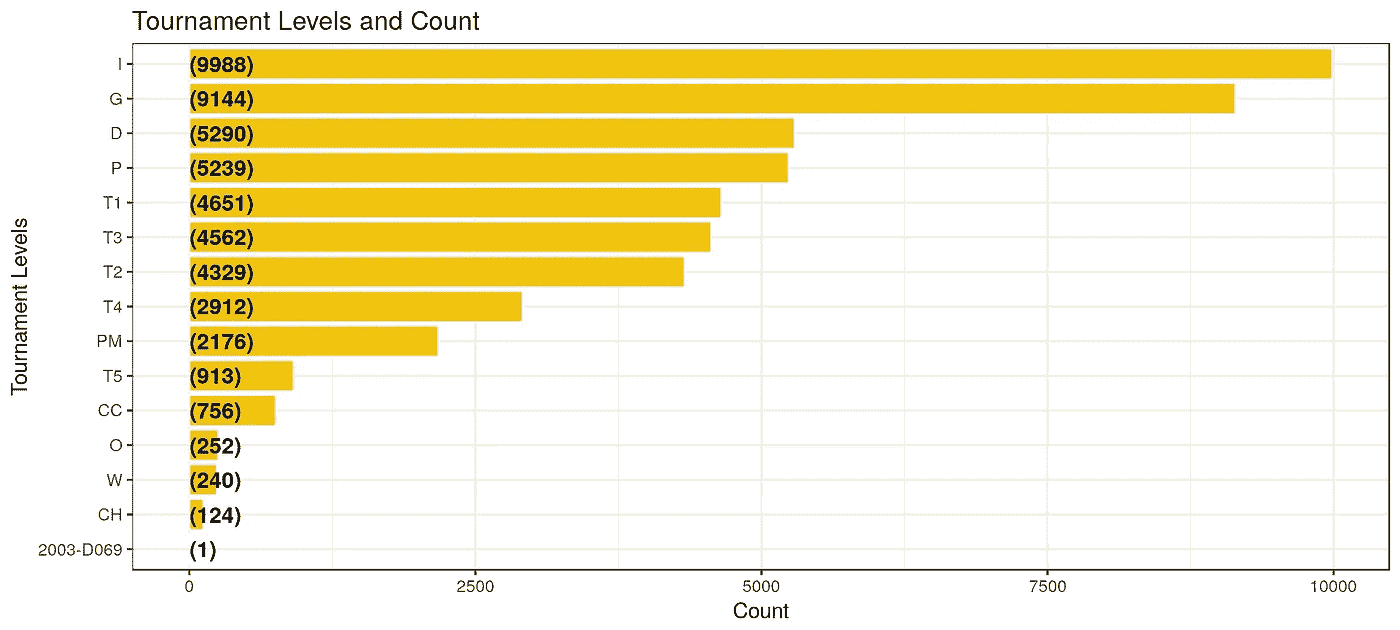 Tournament Levels and Count
Tournament Levels
I (9988)
G (9144)
D (5290)
P (5239)
T1 (4651)
T3 (4562)
T2 (4329)
T4 (2912)
PM (2176)
T5 (913)
CC (756)
O (252)
W (240)
CH (124)
2003-D069 (1)
0 2500 5000 7500 10000
Count